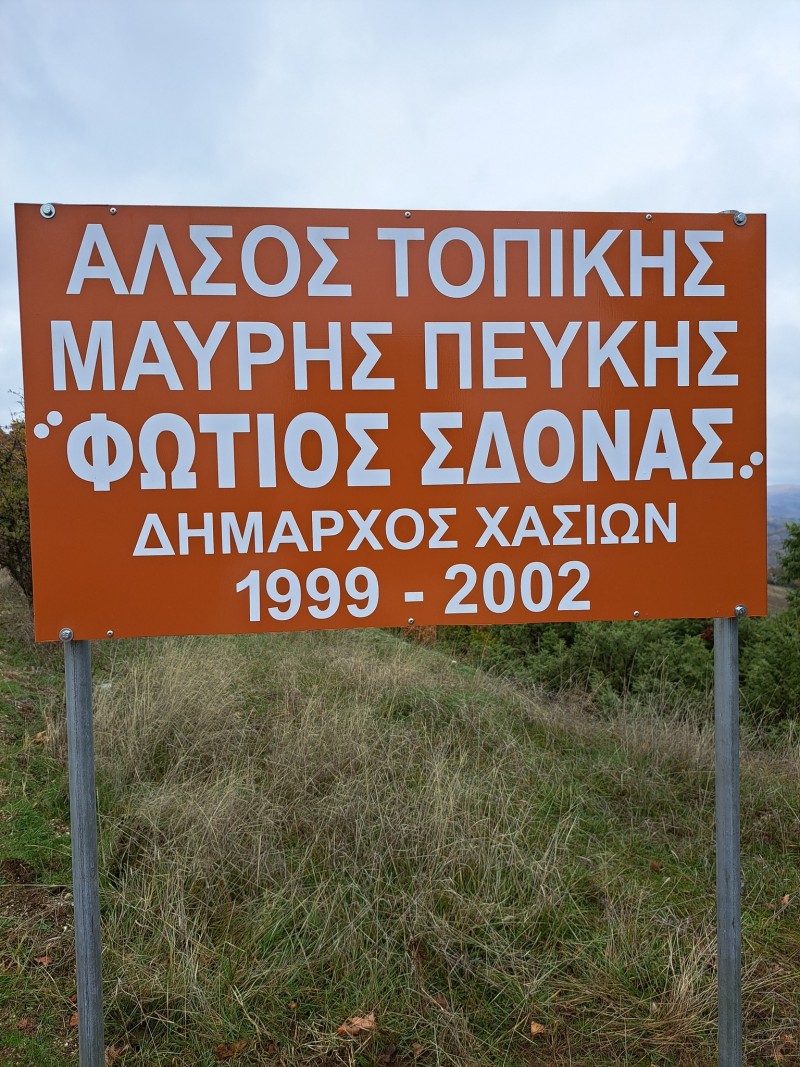 ΑΛΣΟΣ ΤΟΠΙΚΗΣ
ΜΑΥΡΗΣ ΠΕΥΚΗΣ
"ΦΩΤΙΟΣ ΣΔΟΝΑΣ"
ΔΗΜΑΡΧΟΣ ΧΑΣΙΩΝ
1999 - 2002